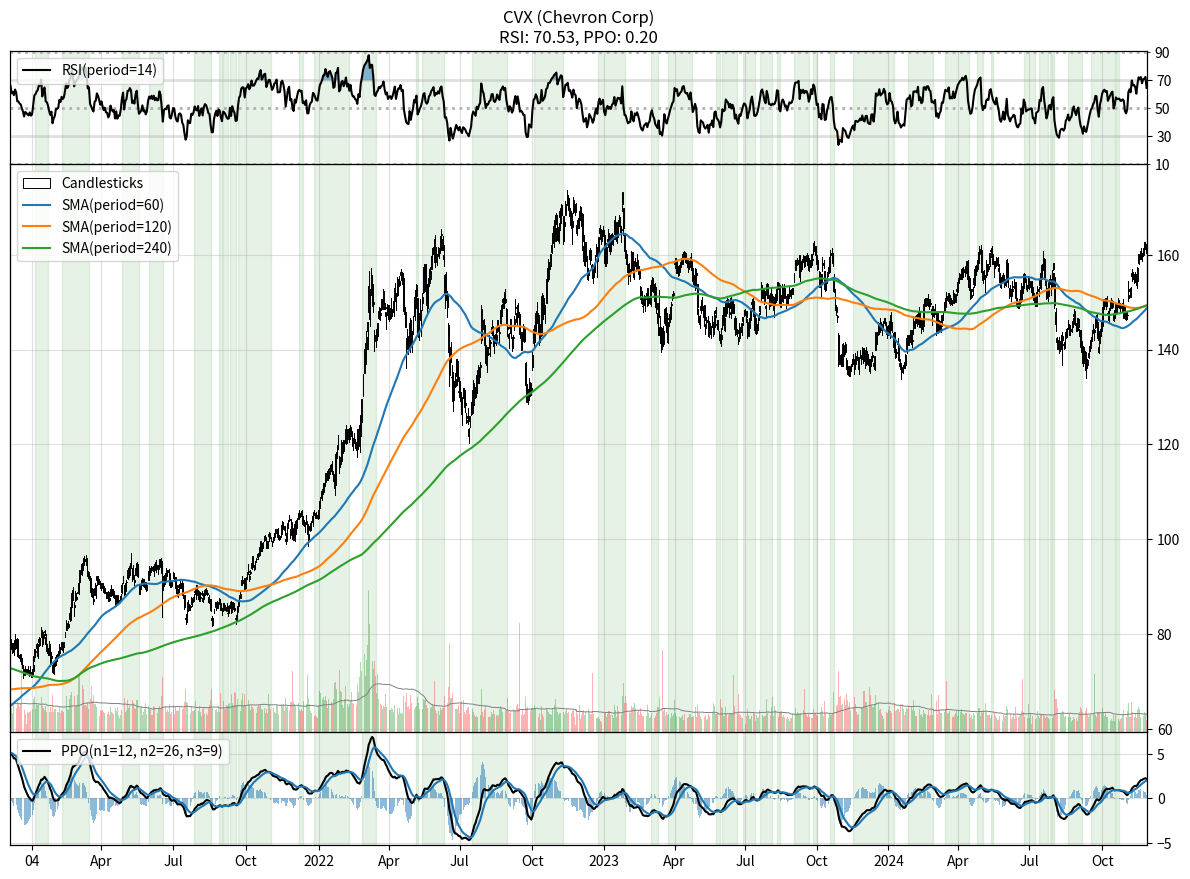 CVX (Chevron Corp)
RSI: 70.53, PPO: 0.20
RSI(period=14)
90
70
50
30
10
Candlesticks
SMA(period=60)
SMA(period=120)
SMA(period=240)
160
140
120
100
80
60
PPO(n1=12, n2=26, n3=9)
5
0
−5
04 Apr Jul Oct 2022 Apr Jul Oct 2023 Apr Jul Oct 2024 Apr Jul Oct